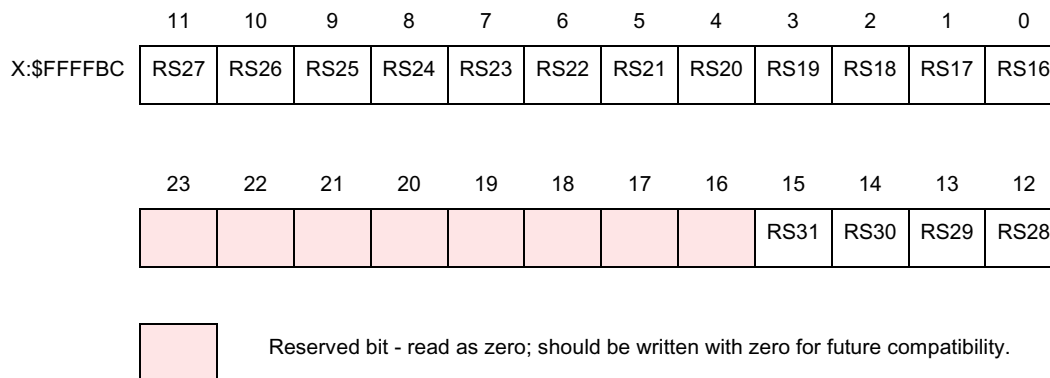 11 10 9 8 7 6 5 4 3 2 1 0
X:$FFFFBC RS27 RS26 RS25 RS24 RS23 RS22 RS21 RS20 RS19 RS18 RS17 RS16
23 22 21 20 19 18 17 16 15 14 13 12
RS31 RS30 RS29 RS28
Reserved bit - read as zero; should be written with zero for future compatibility.